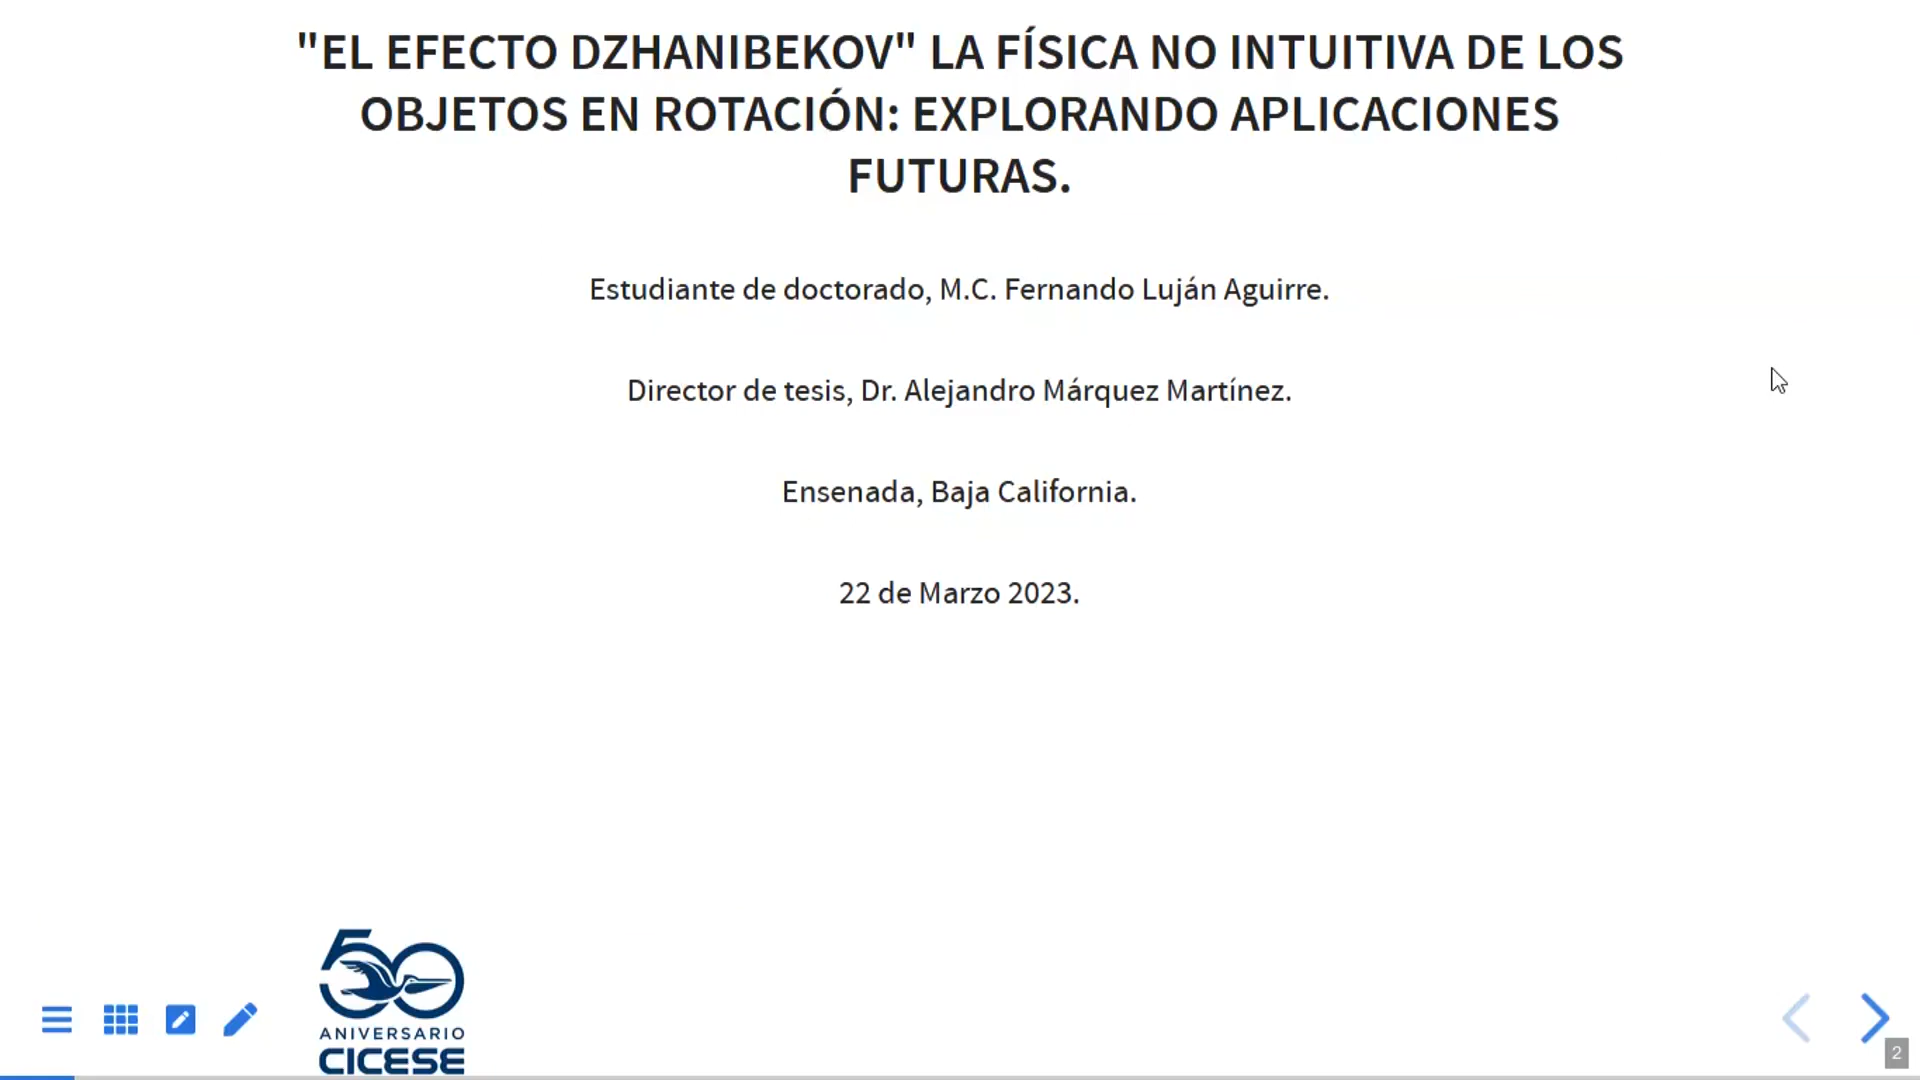 "EL EFECTO DZHANIBEKOV" LA FÍSICA NO INTUITIVA DE LOS
OBJETOS EN ROTACIÓN: EXPLORANDO APLICACIONES
FUTURAS.
Estudiante de doctorado, M.C. Fernando Luján Aguirre.
Director de tesis, Dr. Alejandro Márquez Martínez.
Ensenada, Baja California.
22 de Marzo 2023.
50
ANIVERSARIO
CICESE
2